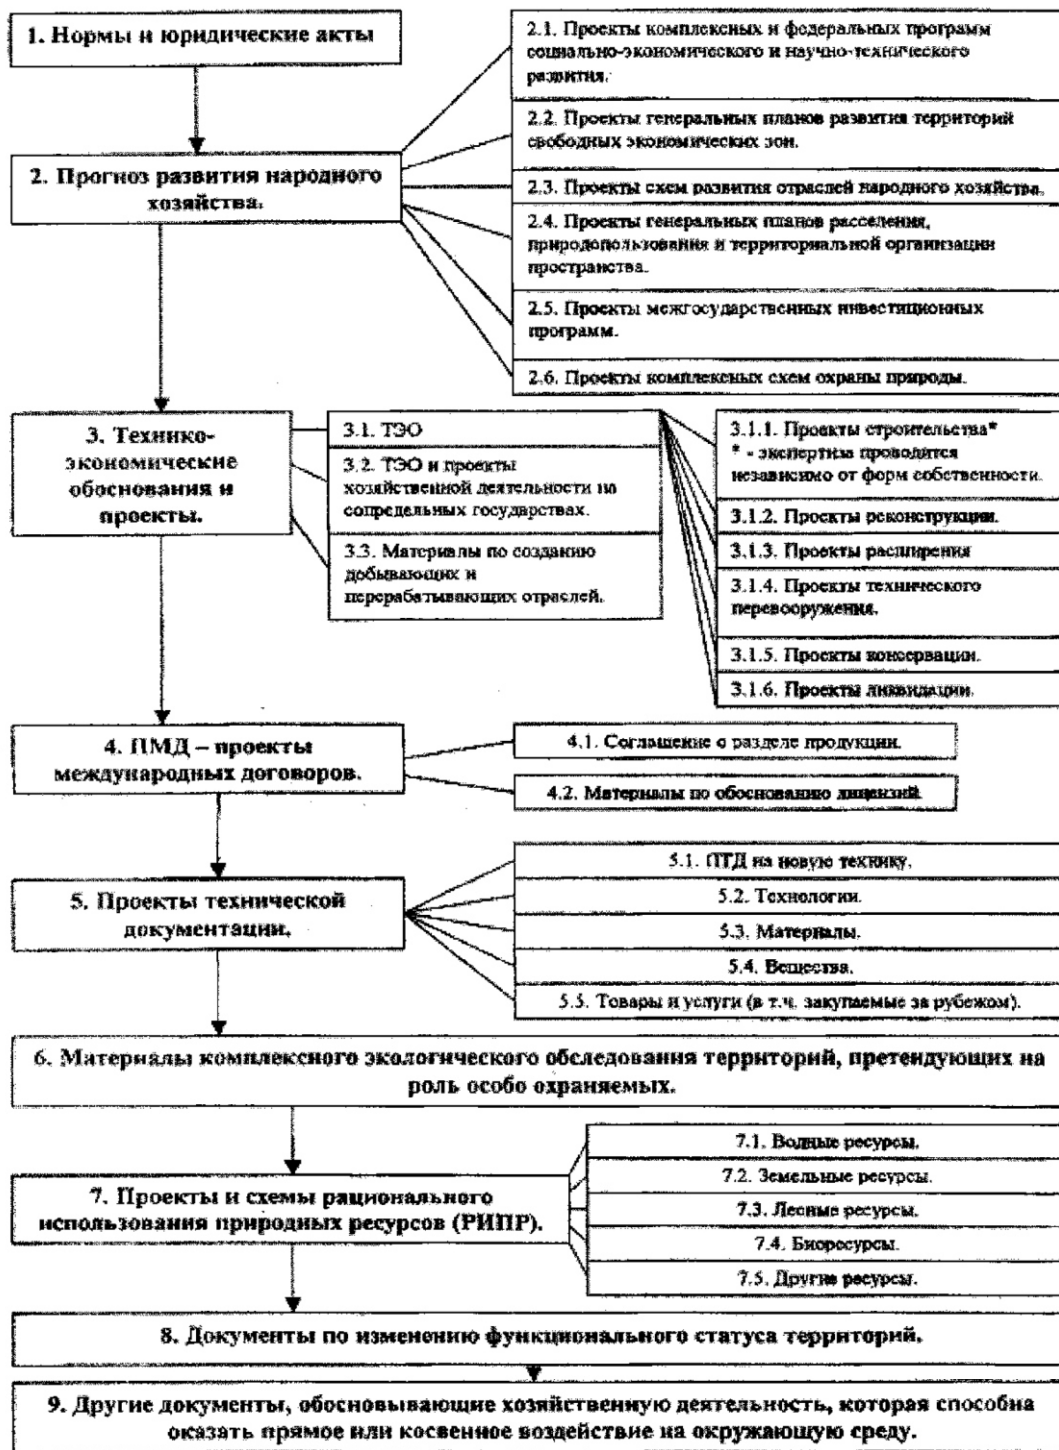 1. Нормы и юридические акты
2.1. Проекты комплексных и федеральных программ
социально-экономического и научно-технического
развития.
2.2. Проекты генеральных планов развития территорий
свободных экономических зон.
2. Прогноз развития народного
хозяйства.
2.3. Проекты схем развития отраслей народного хозяйства.
2.4. Проекты генеральных планов расселения,
природопользования и территориальной организации
пространства.
2.5. Проекты межгосударственных инвестиционных
программ.
2.6. Проекты комплексных схем охраны природы.
3. Технико-
экономические
обоснования и
проекты.
3.1. ТЭО
3.2. ТЭО и проекты
хозяйственной деятельности на
сопредельных государствах.
3.3. Материалы по созданию
добывающих и
перерабатывающих отраслей.
3.1.1. Проекты строительства*
* - экспертиза проводится
независимо от форм собственности.
3.1.2. Проекты реконструкции.
3.1.3. Проекты расширения
3.1.4. Проекты технического
перевооружения.
3.1.5. Проекты консервации.
3.1.6. Проекты ликвидации.
4. ПМД – проекты
международных договоров.
4.1. Соглашение о разделе продукции.
4.2. Материалы по обоснованию лицензий.
5. Проекты технической
документации.
5.1. ПТД на новую технику.
5.2. Технологии.
5.3. Материалы.
5.4. Вещества.
5.5. Товары и услуги (в т.ч. закупаемые за рубежом).
6. Материалы комплексного экологического обследования территорий, претендующих на
роль особо охраняемых.
7. Проекты и схемы рационального
использования природных ресурсов (РИПР).
7.1. Водные ресурсы.
7.2. Земельные ресурсы.
7.3. Лесные ресурсы.
7.4. Биоресурсы.
7.5. Другие ресурсы.
8. Документы по изменению функционального статуса территорий.
9. Другие документы, обосновывающие хозяйственную деятельность, которая способна
оказать прямое или косвенное воздействие на окружающую среду.